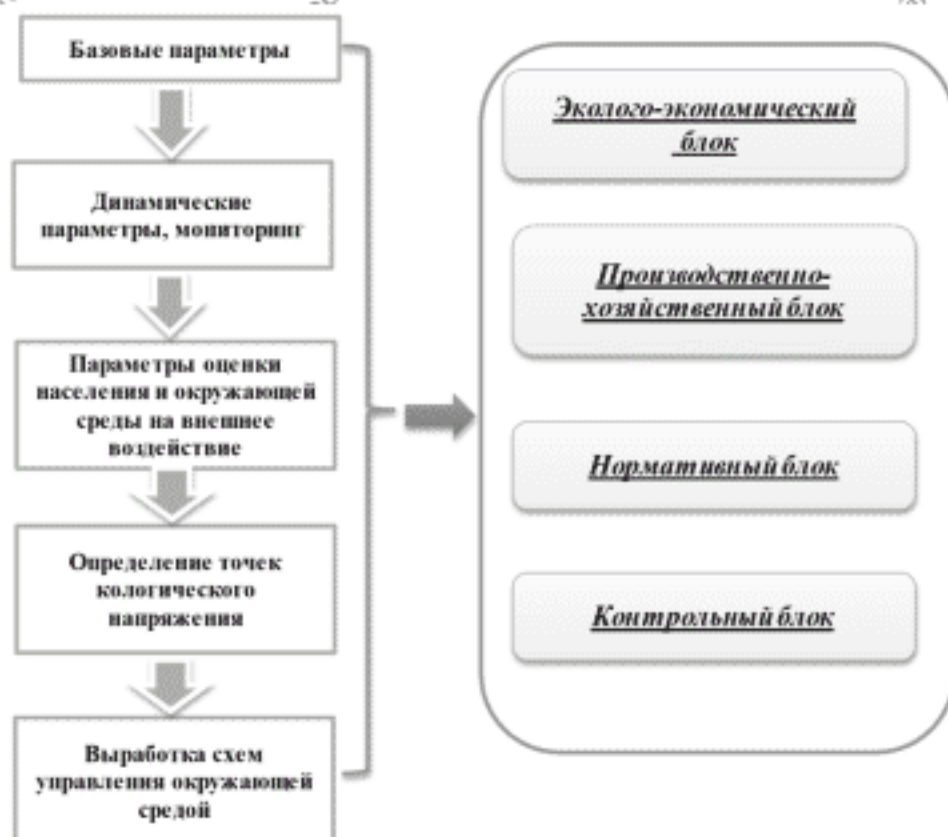 Базовые параметры
Динамические
параметры, мониторинг
Параметры оценки
населения и окружающей
среды на внешнее
воздействие
Определение точек
кологического
напряжения
Выработка схем
управления окружающей
средой
Эколого-экономический
блок
Производственно-
хозяйственный блок
Нормативный блок
Контрольный блок